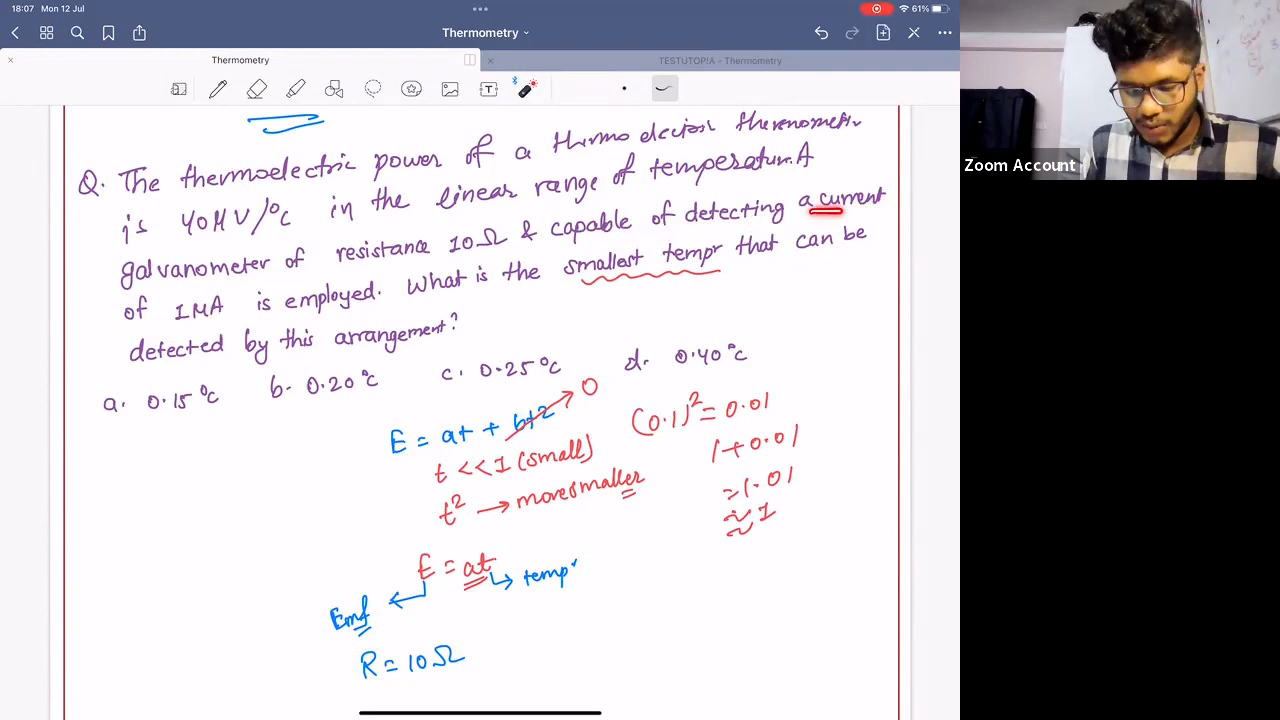 18:07 Mon 12 Jul
61%
Thermometry
Thermometry
TESTUTOPIA - Thermometry
Zoom Account
Q. The thermoelectric power of a thermo electric thermometer
is 40 μV/°C in the linear range of temperature. A
galvanometer of resistance 10Ω & capable of detecting a current
of 1μA is employed. What is the smallest tempr that can be
detected by this arrangement?
a. 0.15 °C b. 0.20 °C c. 0.25 °C d. 0.40 °C
E = at + bt² → 0
t << 1 (small)
t² → more smaller
(0.1)² = 0.01
1 + 0.01
= 1.01
≈ 1
E = at
temp
Emf
R = 10Ω